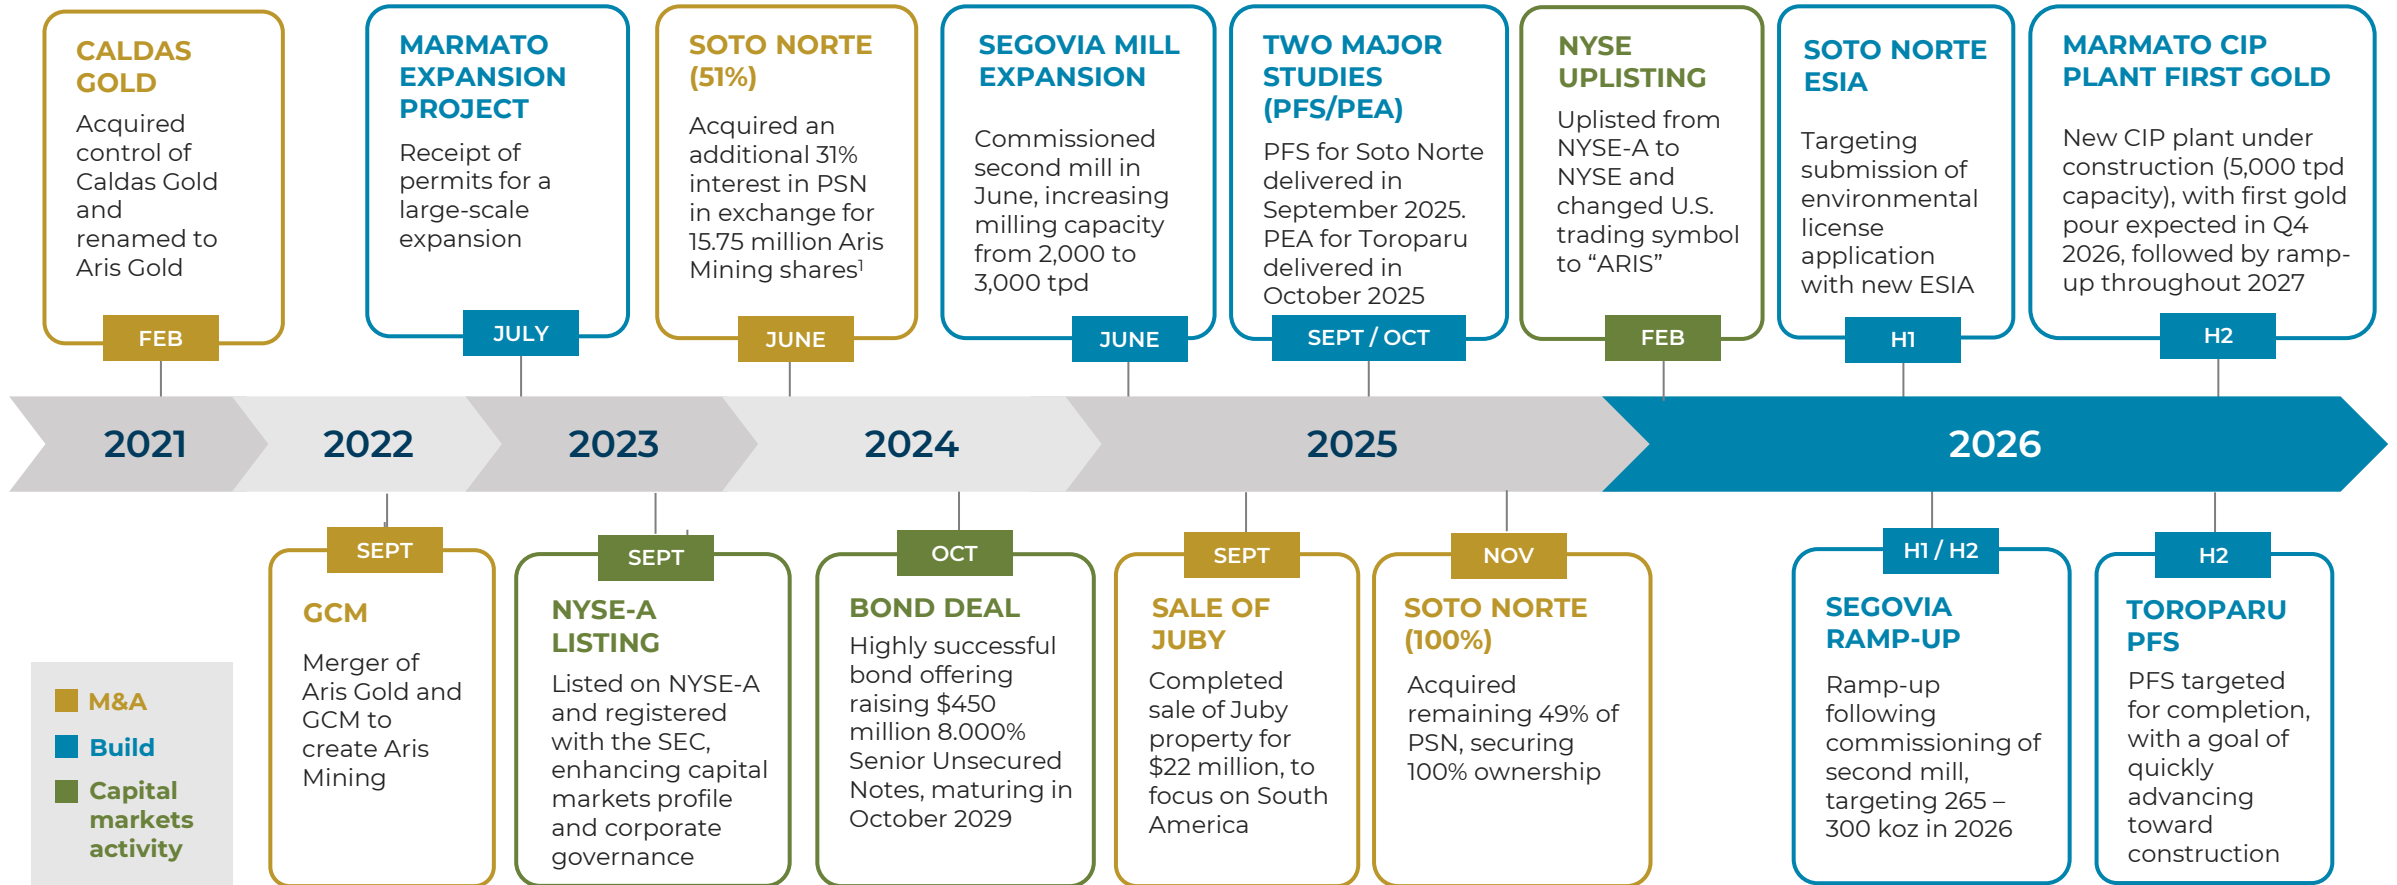 CALDAS
GOLD
Acquired
control of
Caldas Gold
and
renamed to
Aris Gold
FEB
MARMATO
EXPANSION
PROJECT
Receipt of
permits for a
large-scale
expansion
JULY
SOTO NORTE
(51%)
Acquired an
additional 31%
interest in PSN
in exchange for
15.75 million Aris
Mining shares¹
JUNE
SEGOVIA MILL
EXPANSION
Commissioned
second mill in
June, increasing
milling capacity
from 2,000 to
3,000 tpd
JUNE
TWO MAJOR
STUDIES
(PFS/PEA)
PFS for Soto Norte
delivered in
September 2025.
PEA for Toroparu
delivered in
October 2025
SEPT / OCT
NYSE
UPLISTING
Uplisted from
NYSE-A to
NYSE and
changed U.S.
trading symbol
to “ARIS”
FEB
SOTO NORTE
ESIA
Targeting
submission of
environmental
license
application
with new ESIA
H1
MARMATO CIP
PLANT FIRST GOLD
New CIP plant under
construction (5,000 tpd
capacity), with first gold
pour expected in Q4
2026, followed by ramp-
up throughout 2027
H2
2021
2022
2023
2024
2025
2026
SEPT
GCM
Merger of
Aris Gold and
GCM to
create Aris
Mining
SEPT
NYSE-A
LISTING
Listed on NYSE-A
and registered
with the SEC,
enhancing capital
markets profile
and corporate
governance
OCT
BOND DEAL
Highly successful
bond offering
raising $450
million 8.000%
Senior Unsecured
Notes, maturing in
October 2029
SEPT
SALE OF
JUBY
Completed
sale of Juby
property for
$22 million, to
focus on South
America
NOV
SOTO NORTE
(100%)
Acquired
remaining 49% of
PSN, securing
100% ownership
H1 / H2
SEGOVIA
RAMP-UP
Ramp-up
following
commissioning of
second mill,
targeting 265 –
300 koz in 2026
H2
TOROPARU
PFS
PFS targeted
for completion,
with a goal of
quickly
advancing
toward
construction
M&A
Build
Capital
markets
activity